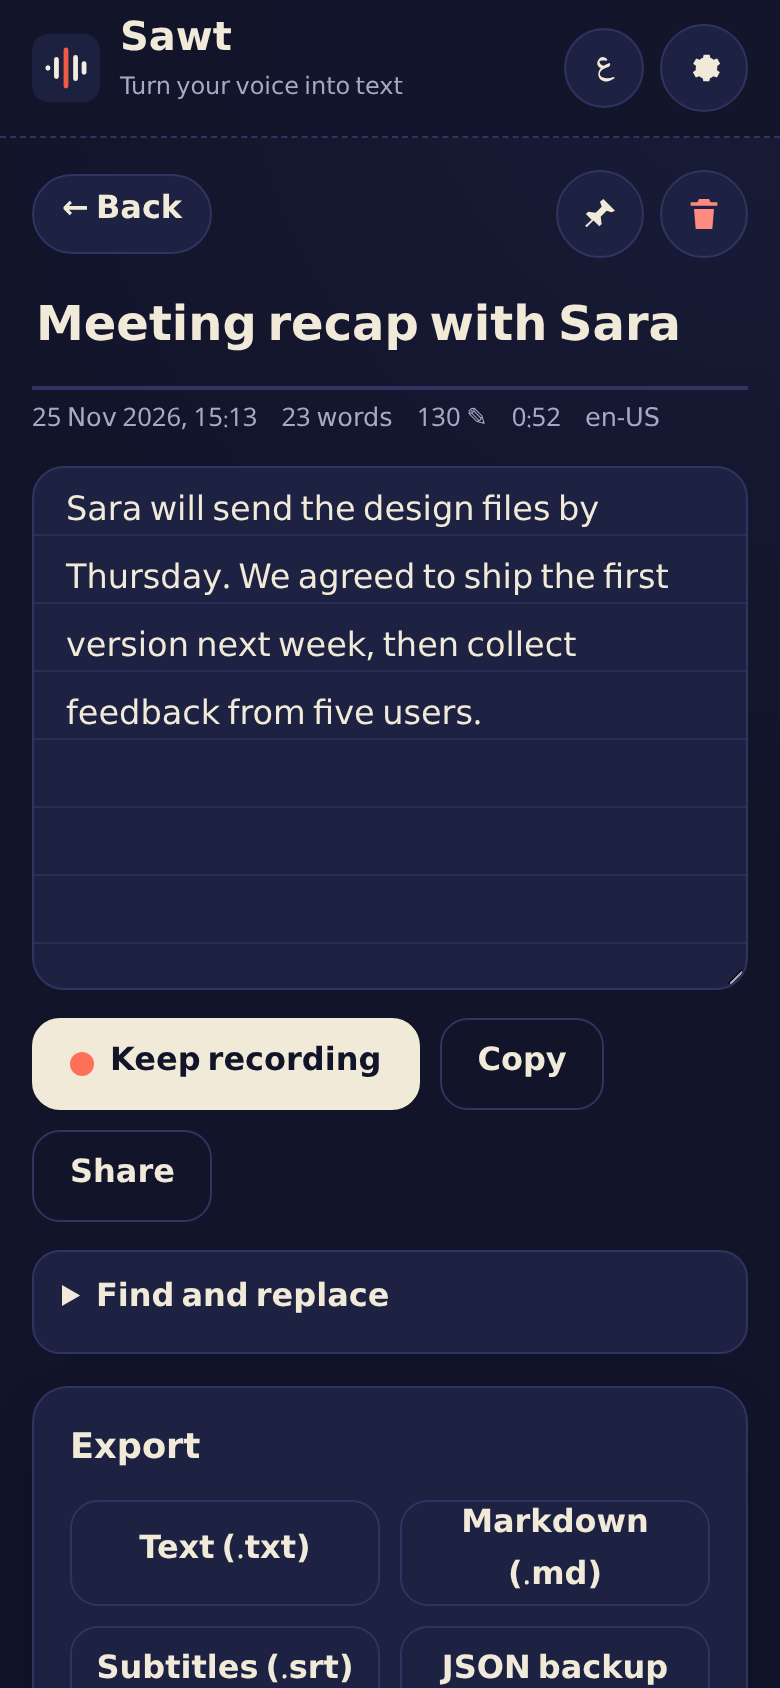 Sawt
Turn your voice into text
ع
← Back
Meeting recap with Sara
25 Nov 2026, 15:13 23 words 130 ✎ 0:52 en-US
Sara will send the design files by
Thursday. We agreed to ship the first
version next week, then collect
feedback from five users.
Keep recording
Copy
Share
▶ Find and replace
Export
Text (.txt)
Markdown
(.md)
Subtitles (.srt)
JSON backup